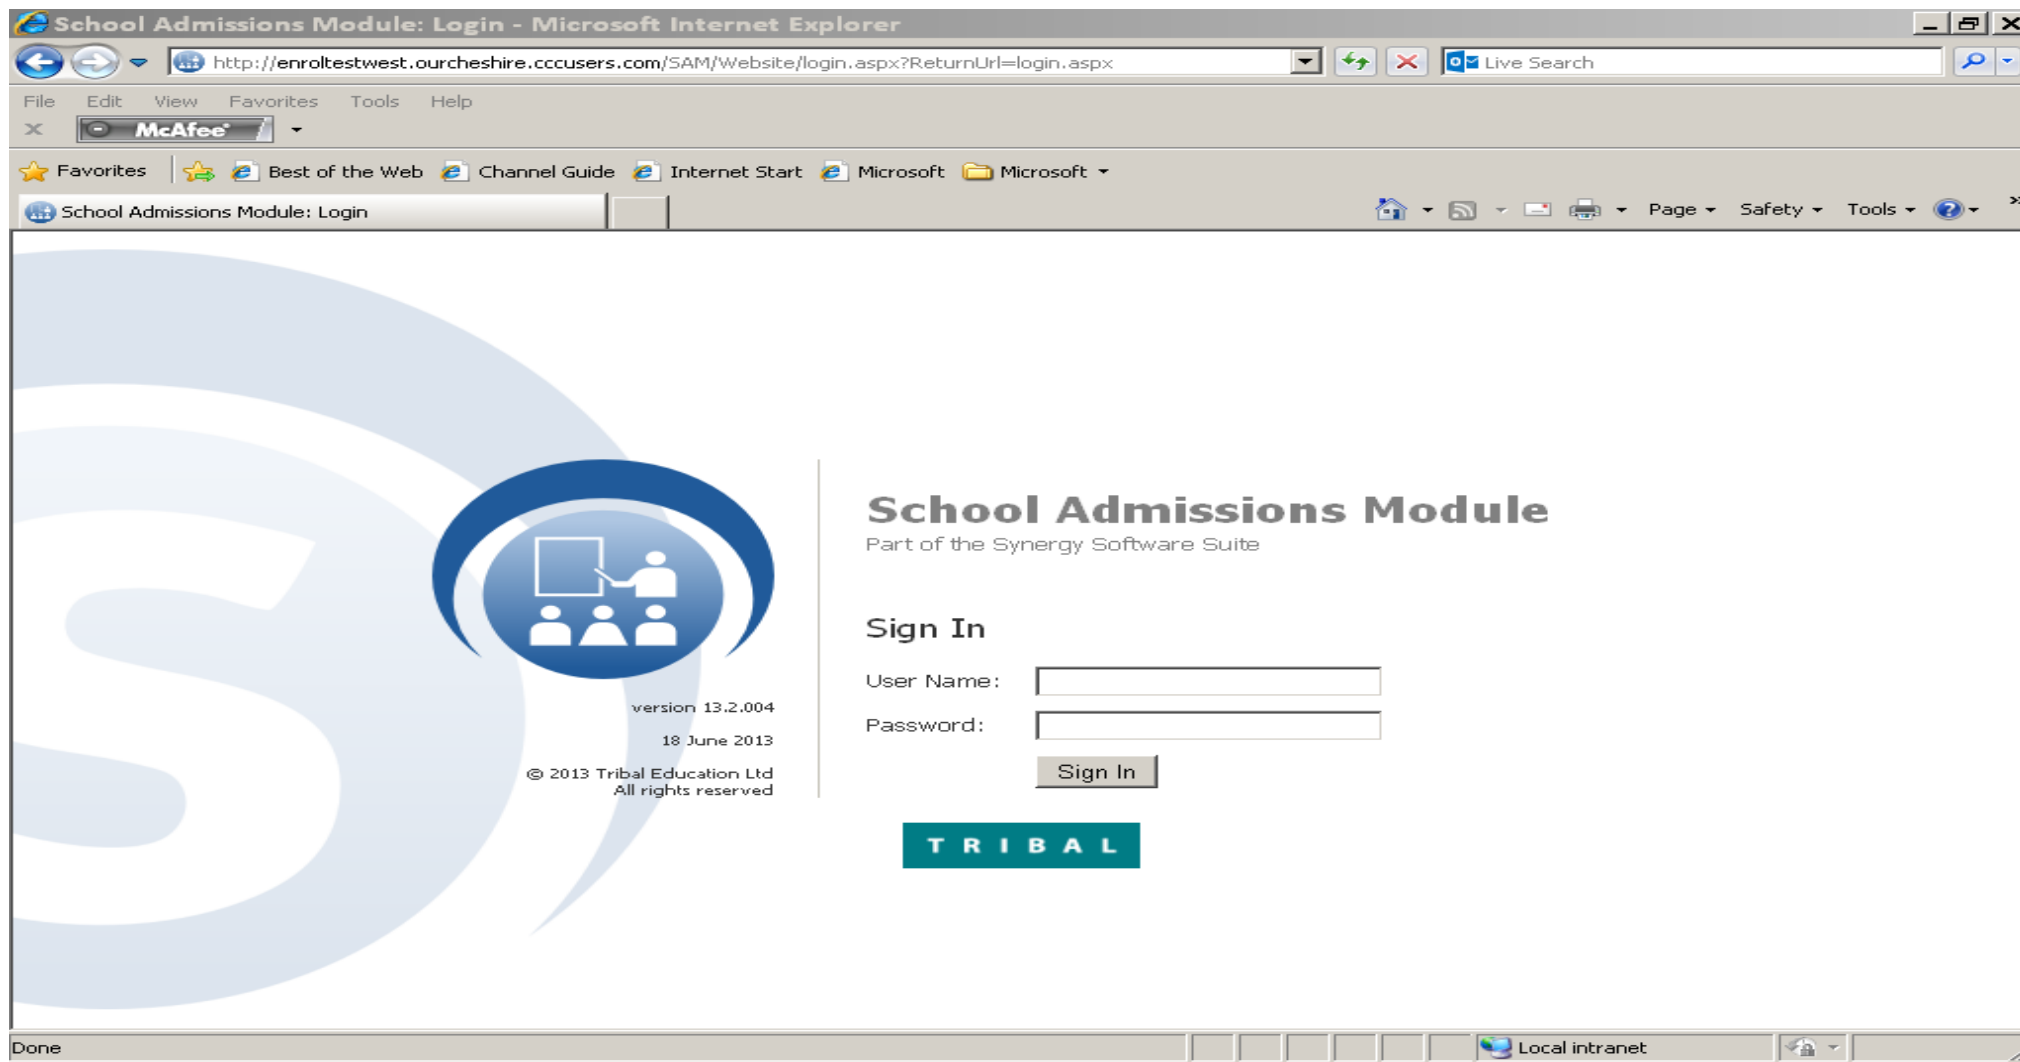 School Admissions Module: Login - Microsoft Internet Explorer
http://enroltestwest.ourcheshire.cccusers.com/SAM/Website/login.aspx?ReturnUrl=login.aspx
Live Search
File Edit View Favorites Tools Help
McAfee
Favorites Best of the Web Channel Guide Internet Start Microsoft Microsoft
School Admissions Module: Login
Page Safety Tools
S
School Admissions Module
Part of the Synergy Software Suite
Sign In
User Name:
Password:
Sign In
version 13.2.004
18 June 2013
© 2013 Tribal Education Ltd
All rights reserved
TRIBAL
Done
Local intranet